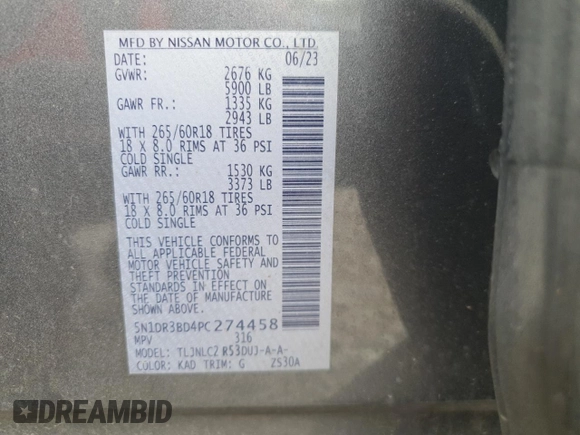 MFD BY NISSAN MOTOR CO., LTD.
DATE: 06/23
GVWR: 2676 KG
5900 LB
GAWR FR.: 1335 KG
2943 LB
WITH 265/60R18 TIRES
18 X 8.0 RIMS AT 36 PSI
COLD SINGLE
GAWR RR.: 1530 KG
3373 LB
WITH 265/60R18 TIRES
18 X 8.0 RIMS AT 36 PSI
COLD SINGLE
THIS VEHICLE CONFORMS TO
ALL APPLICABLE FEDERAL
MOTOR VEHICLE SAFETY AND
THEFT PREVENTION
STANDARDS IN EFFECT ON
THE DATE OF MANUFACTURE
SHOWN ABOVE.
5N1DR3BD4PC274458
MPV 316
MODEL: TLJNLCZ R53DUJ-A-A-
COLOR: KAD TRIM: G Z530A
DREAMBID